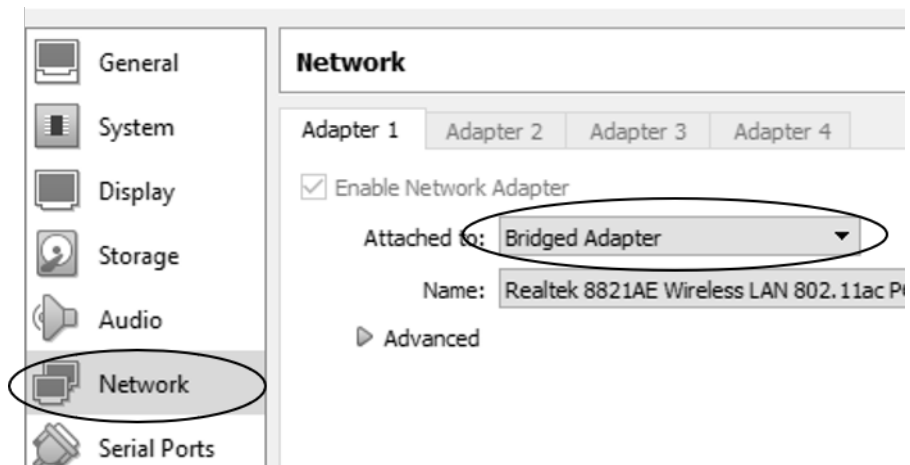 General
System
Display
Storage
Audio
Network
Serial Ports
Network
Adapter 1 Adapter 2 Adapter 3 Adapter 4
Enable Network Adapter
Attached to: Bridged Adapter
Name: Realtek 8821AE Wireless LAN 802.11ac
Advanced